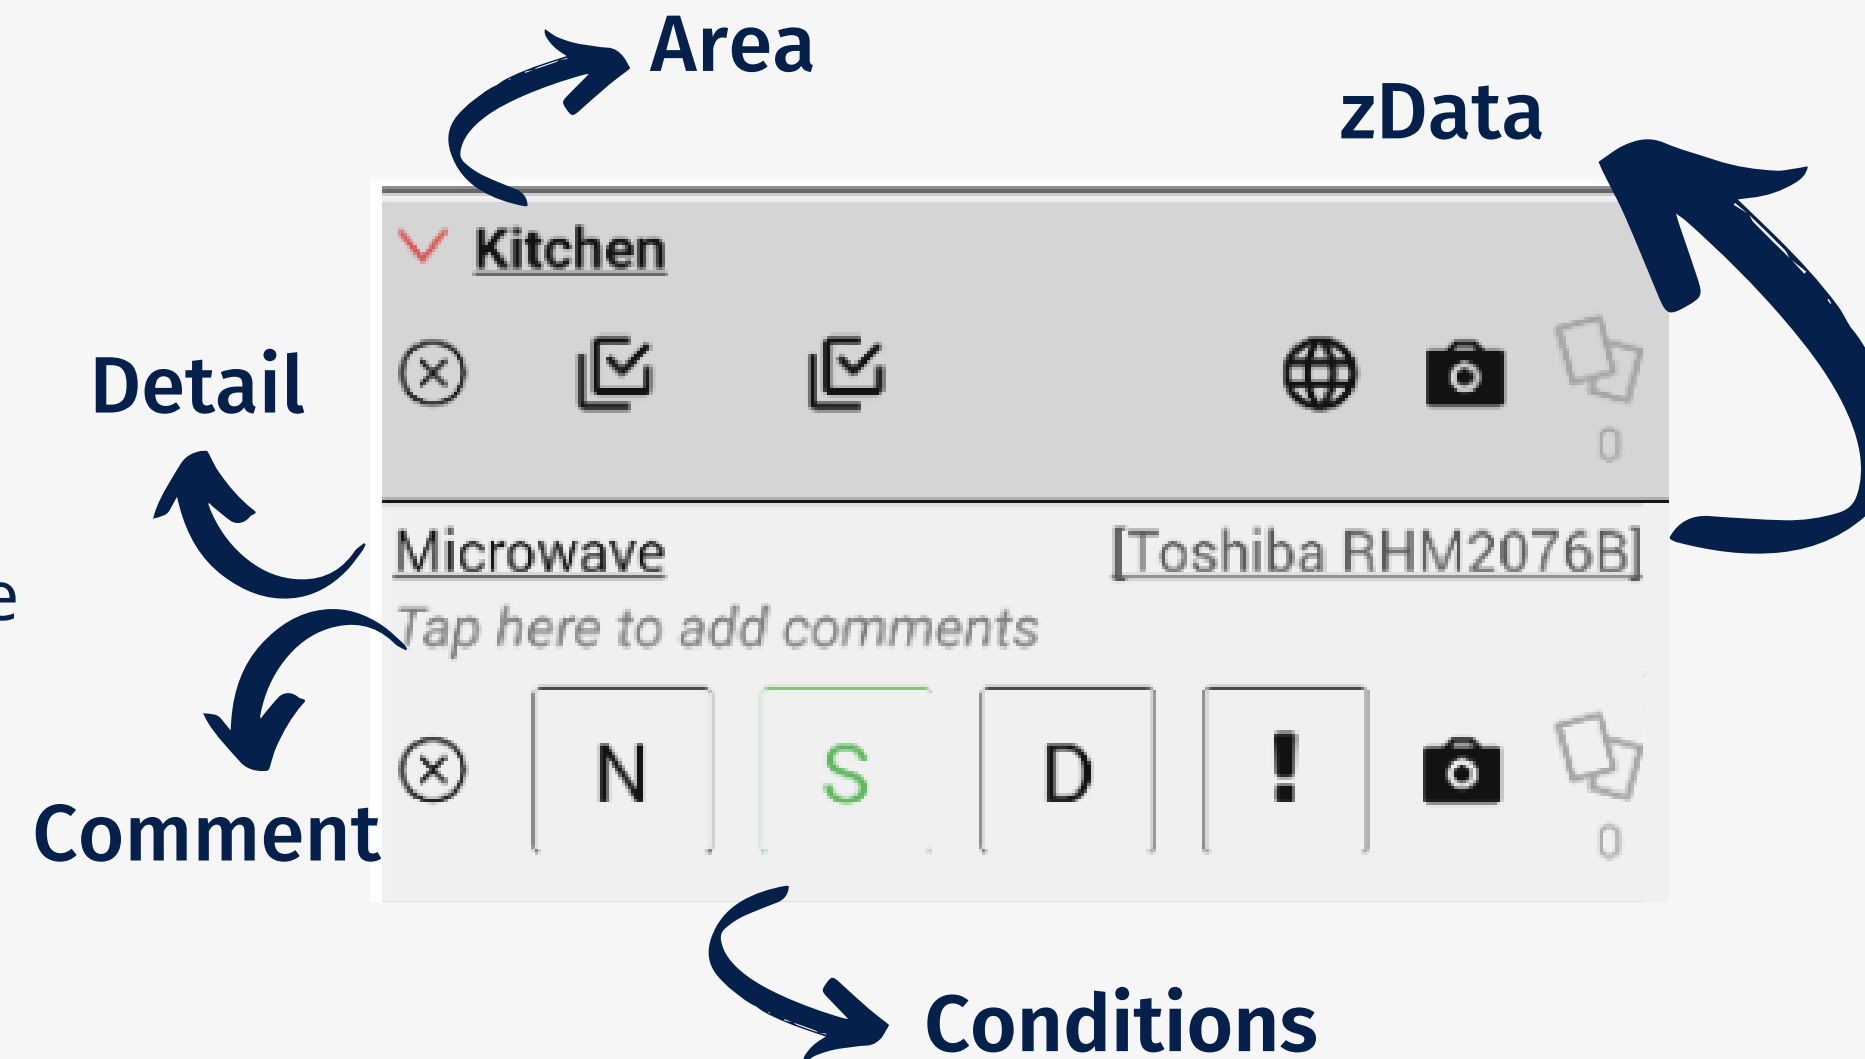 Area
zData
Kitchen
Detail
0
Microwave [Toshiba RHM2076B]
e
Tap here to add comments
N S D !
Comment
0
Conditions